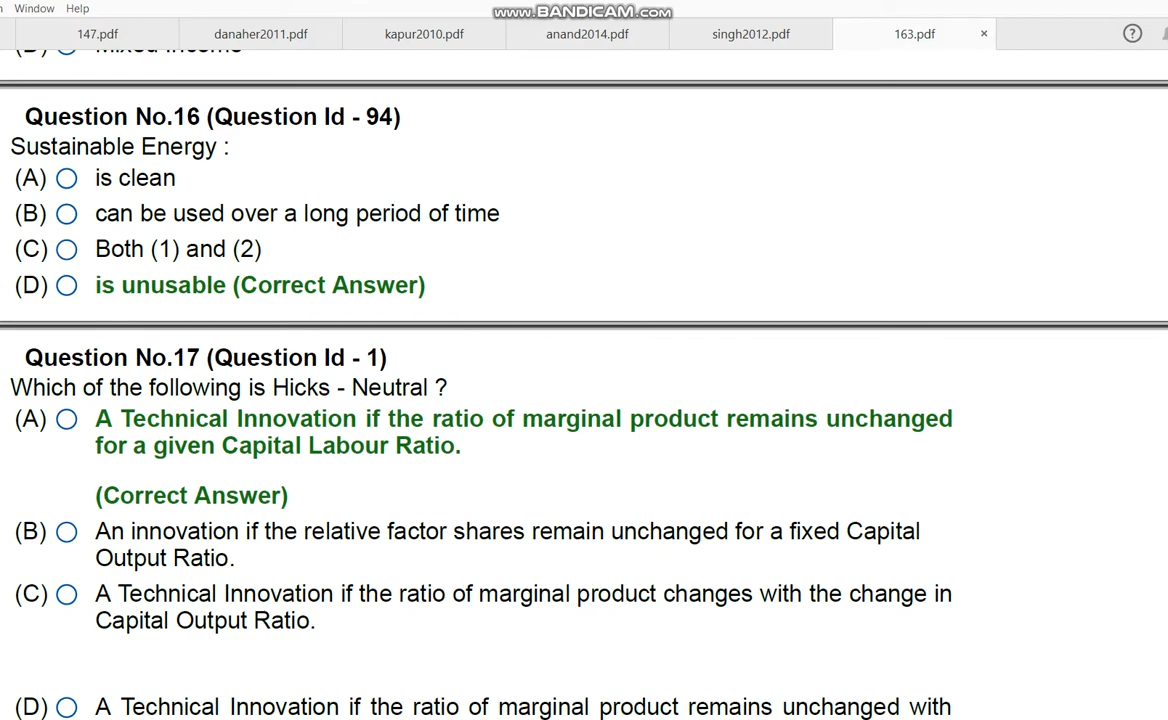 Window Help
www.BANDICAM.com
147.pdf danaher2011.pdf kapur2010.pdf anand2014.pdf singh2012.pdf 163.pdf × ?
Question No.16 (Question Id - 94)
Sustainable Energy :
(A) is clean
(B) can be used over a long period of time
(C) Both (1) and (2)
(D) is unusable (Correct Answer)
Question No.17 (Question Id - 1)
Which of the following is Hicks - Neutral ?
(A) A Technical Innovation if the ratio of marginal product remains unchanged
for a given Capital Labour Ratio.
(Correct Answer)
(B) An innovation if the relative factor shares remain unchanged for a fixed Capital
Output Ratio.
(C) A Technical Innovation if the ratio of marginal product changes with the change in
Capital Output Ratio.
(D) A Technical Innovation if the ratio of marginal product remains unchanged with